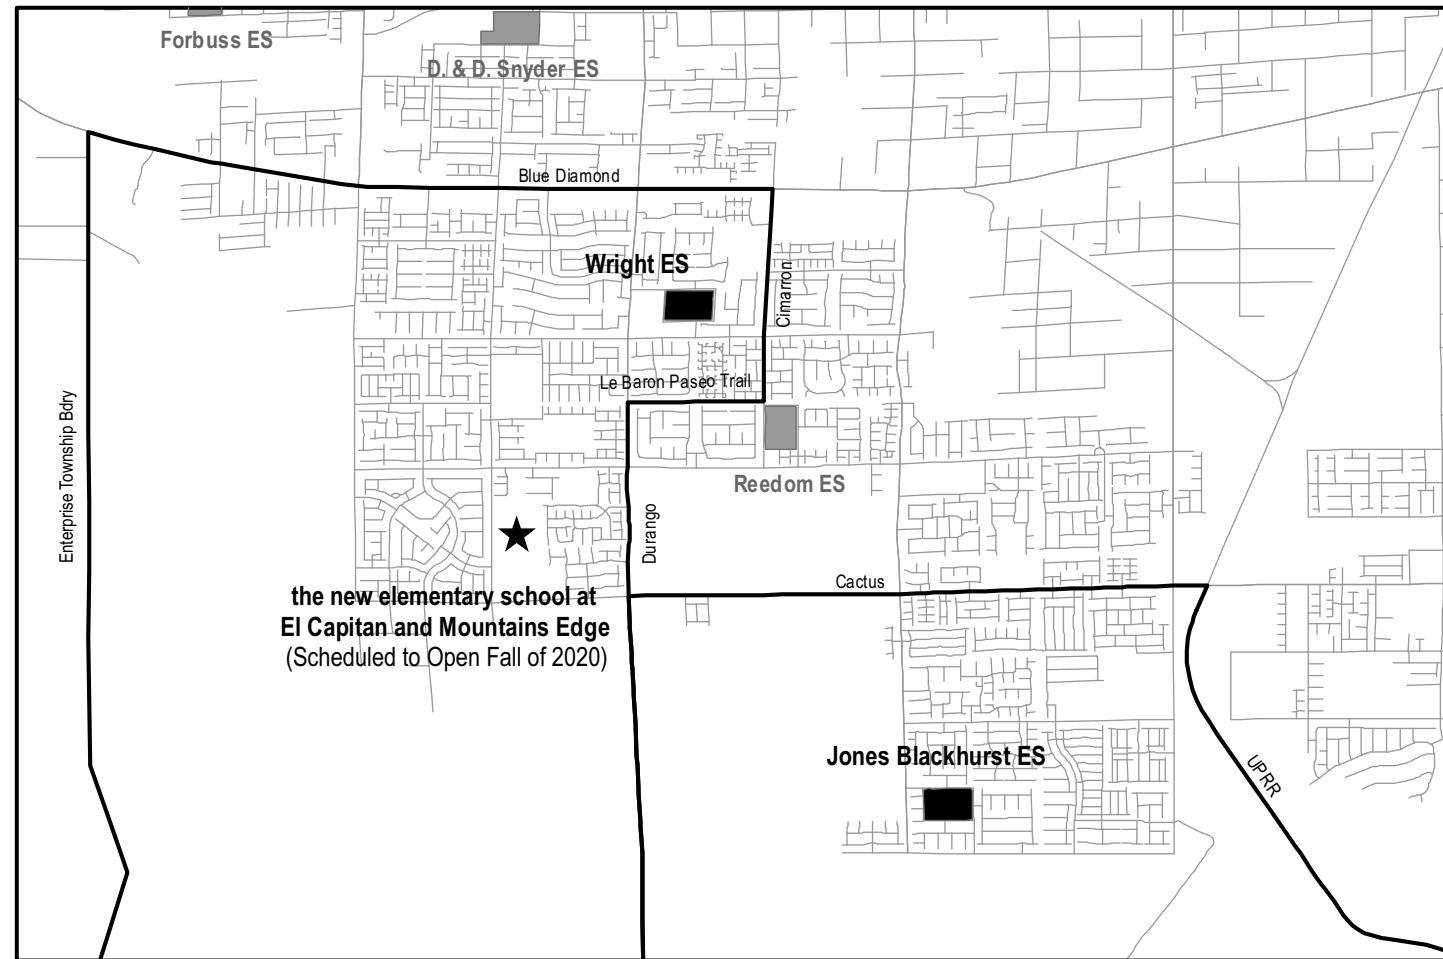 Forbuss ES
D. & D. Snyder ES
Blue Diamond
Wright ES
Cimarron
Le Baron Paseo Trail
Enterprise Township Bdry
Reedom ES
Durango
Cactus
the new elementary school at
El Capitan and Mountains Edge
(Scheduled to Open Fall of 2020)
Jones Blackhurst ES
UPRR